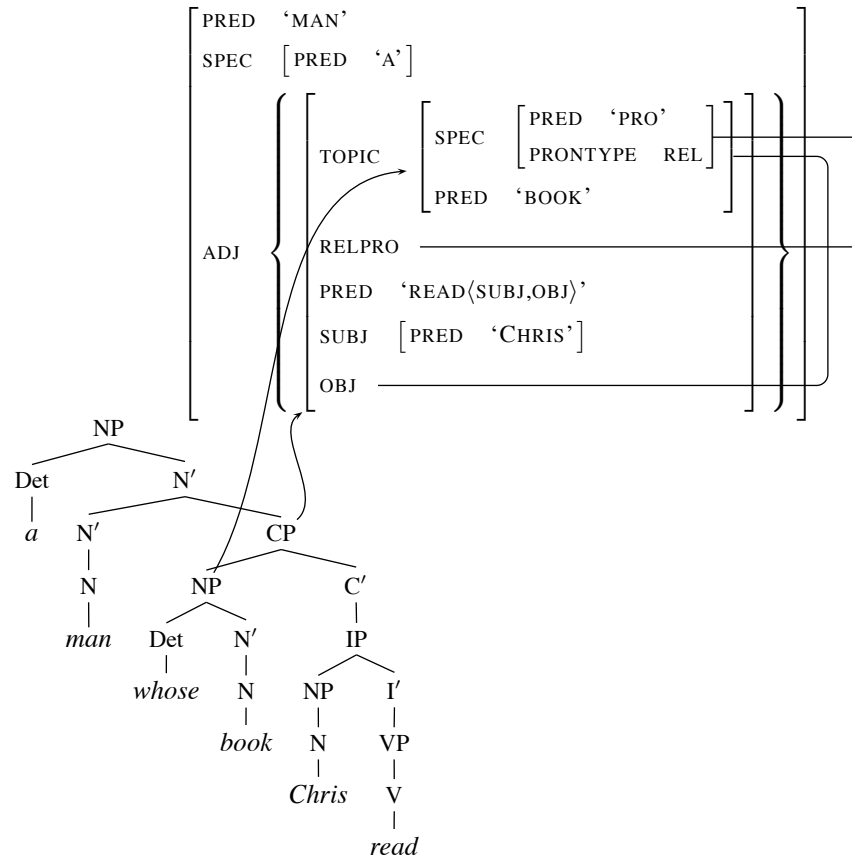 PRED ‘MAN’
SPEC [PRED ‘A’]
PRED ‘PRO’
SPEC
PRONTYPE REL
TOPIC
PRED ‘BOOK’
ADJ
RELPRO
PRED ‘READ⟨SUBJ,OBJ⟩’
SUBJ [PRED ‘CHRIS’]
OBJ
NP
Det N′
a N′ CP
N NP C′
man Det N′ IP
whose N NP I′
book N VP
Chris V
read